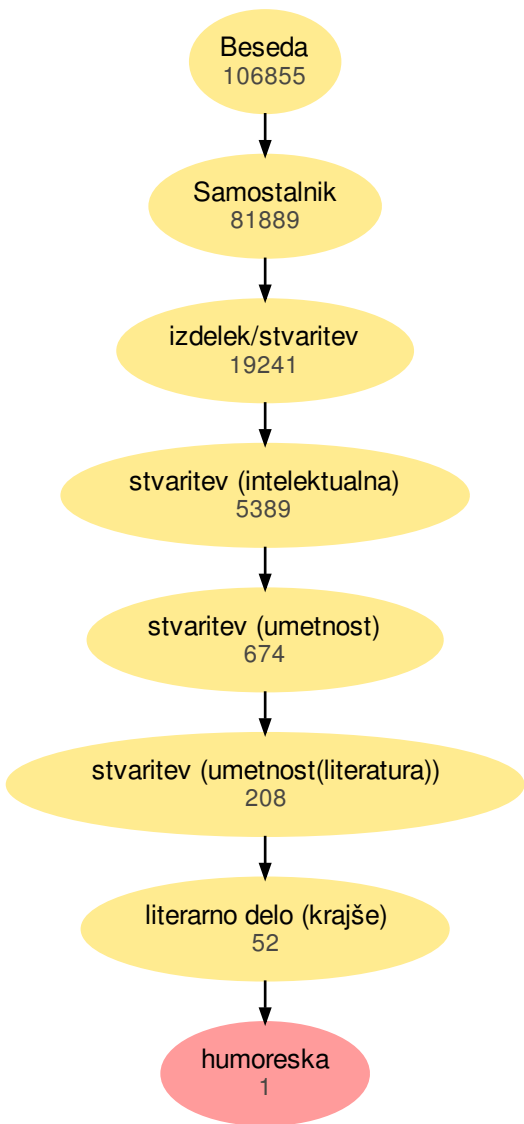 Beseda
106855
Samostalnik
81889
izdelek/stvaritev
19241
stvaritev (intelektualna)
5389
stvaritev (umetnost)
674
stvaritev (umetnost(literatura))
208
literarno delo (krajše)
52
humoreska
1